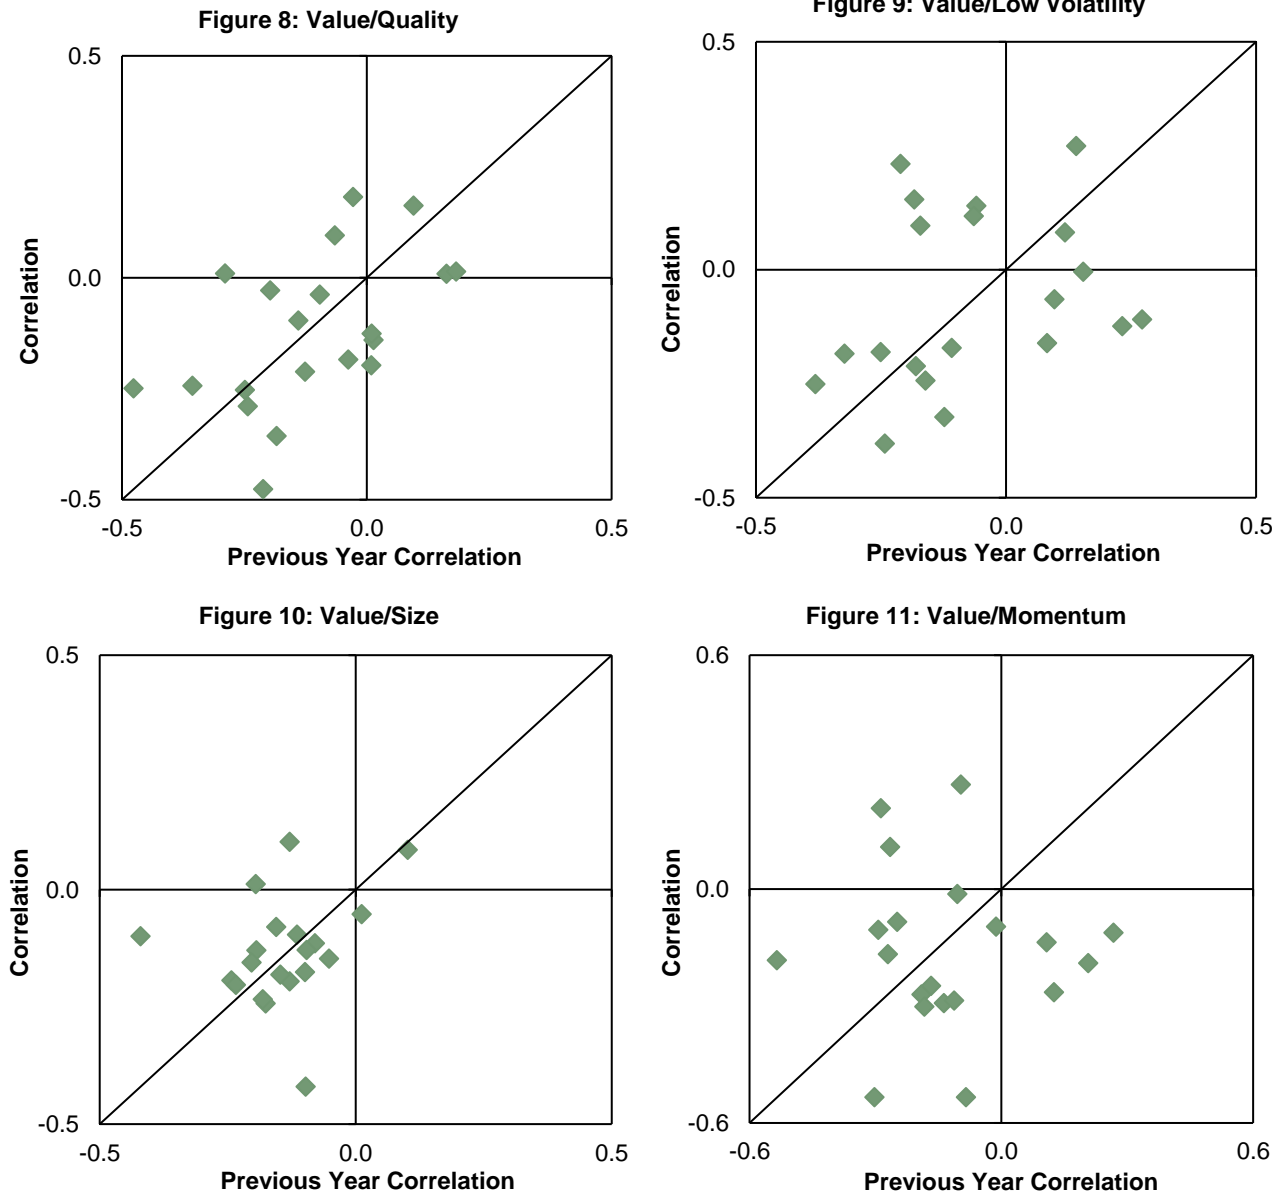 Figure 8: Value/Quality
0.5
0.0
-0.5
Correlation
-0.5 0.0 0.5
Previous Year Correlation
Figure 9: Value/Low Volatility
0.5
0.0
-0.5
Correlation
-0.5 0.0 0.5
Previous Year Correlation
Figure 10: Value/Size
0.5
0.0
-0.5
Correlation
-0.5 0.0 0.5
Previous Year Correlation
Figure 11: Value/Momentum
0.6
0.0
-0.6
Correlation
-0.6 0.0 0.6
Previous Year Correlation